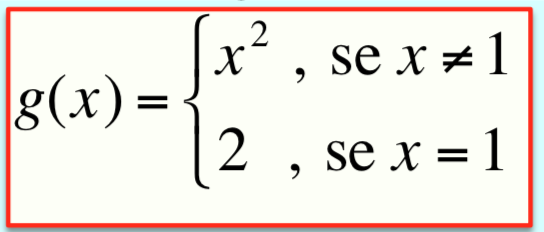 x² , se x ≠ 1
g(x) = {
2 , se x = 1